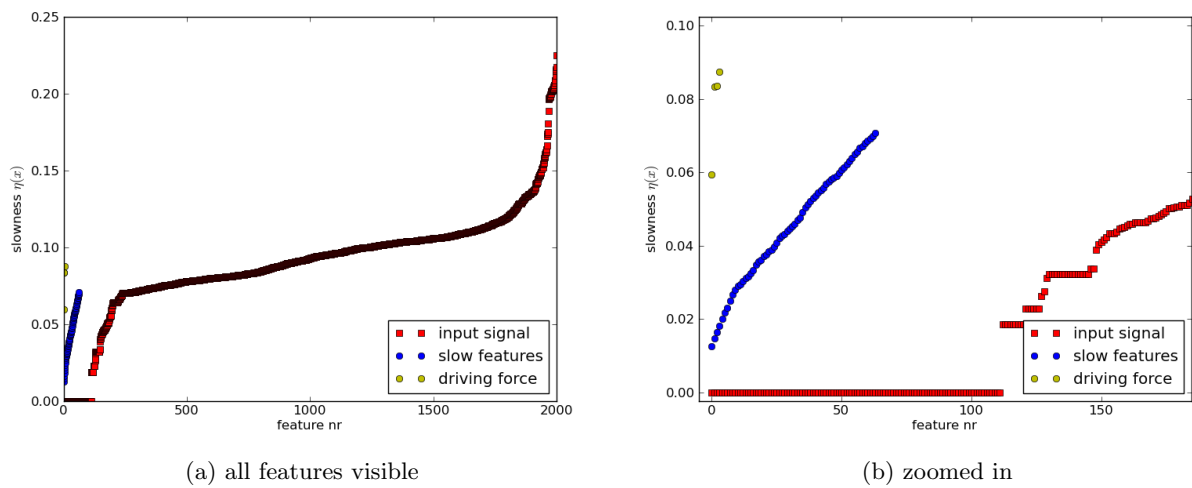 0.25
0.20
0.15
0.10
0.05
0.00
0
500
1000
1500
2000
slowness η(x)
feature nr
input signal
slow features
driving force
(a) all features visible
0.10
0.08
0.06
0.04
0.02
0.00
0
50
100
150
slowness η(x)
feature nr
input signal
slow features
driving force
(b) zoomed in